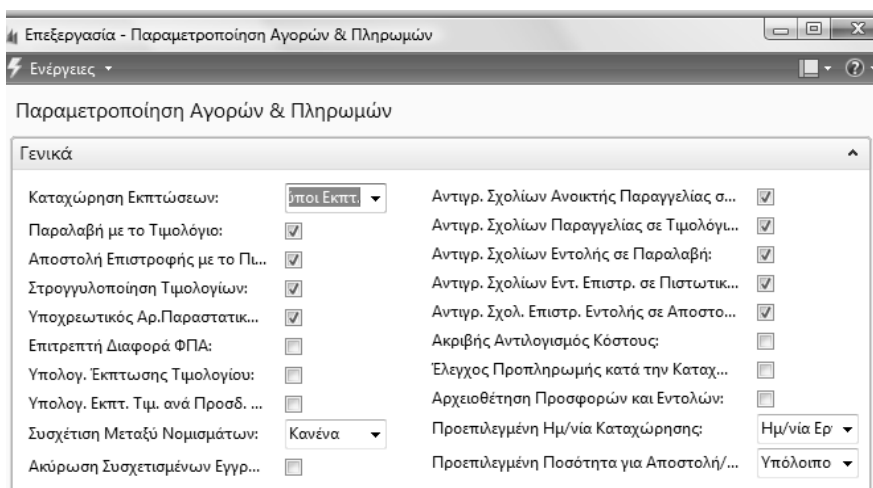 Επεξεργασία - Παραμετροποίηση Αγορών & Πληρωμών
Ενέργειες
Παραμετροποίηση Αγορών & Πληρωμών
Γενικά
Καταχώρηση Εκπτώσεων: ύποι Εκπτ.
Παραλαβή με το Τιμολόγιο:
Αποστολή Επιστροφής με το Πι...
Στρογγυλοποίηση Τιμολογίων:
Υποχρεωτικός Αρ.Παραστατικ...
Επιτρεπτή Διαφορά ΦΠΑ:
Υπολογ. Έκπτωσης Τιμολογίου:
Υπολογ. Εκπτ. Τιμ. ανά Προσδ. ...
Συσχέτιση Μεταξύ Νομισμάτων: Κανένα
Ακύρωση Συσχετισμένων Εγγρ...
Αντιγρ. Σχολίων Ανοικτής Παραγγελίας σ...
Αντιγρ. Σχολίων Παραγγελίας σε Τιμολόγι...
Αντιγρ. Σχολίων Εντολής σε Παραλαβή:
Αντιγρ. Σχολίων Εντ. Επιστρ. σε Πιστωτικ...
Αντιγρ. Σχολ. Επιστρ. Εντολής σε Αποστο...
Ακριβής Αντιλογισμός Κόστους:
Έλεγχος Προπληρωμής κατά την Καταχ...
Αρχειοθέτηση Προσφορών και Εντολών:
Προεπιλεγμένη Ημ/νία Καταχώρησης: Ημ/νία Ερ
Προεπιλεγμένη Ποσότητα για Αποστολή/... Υπόλοιπο